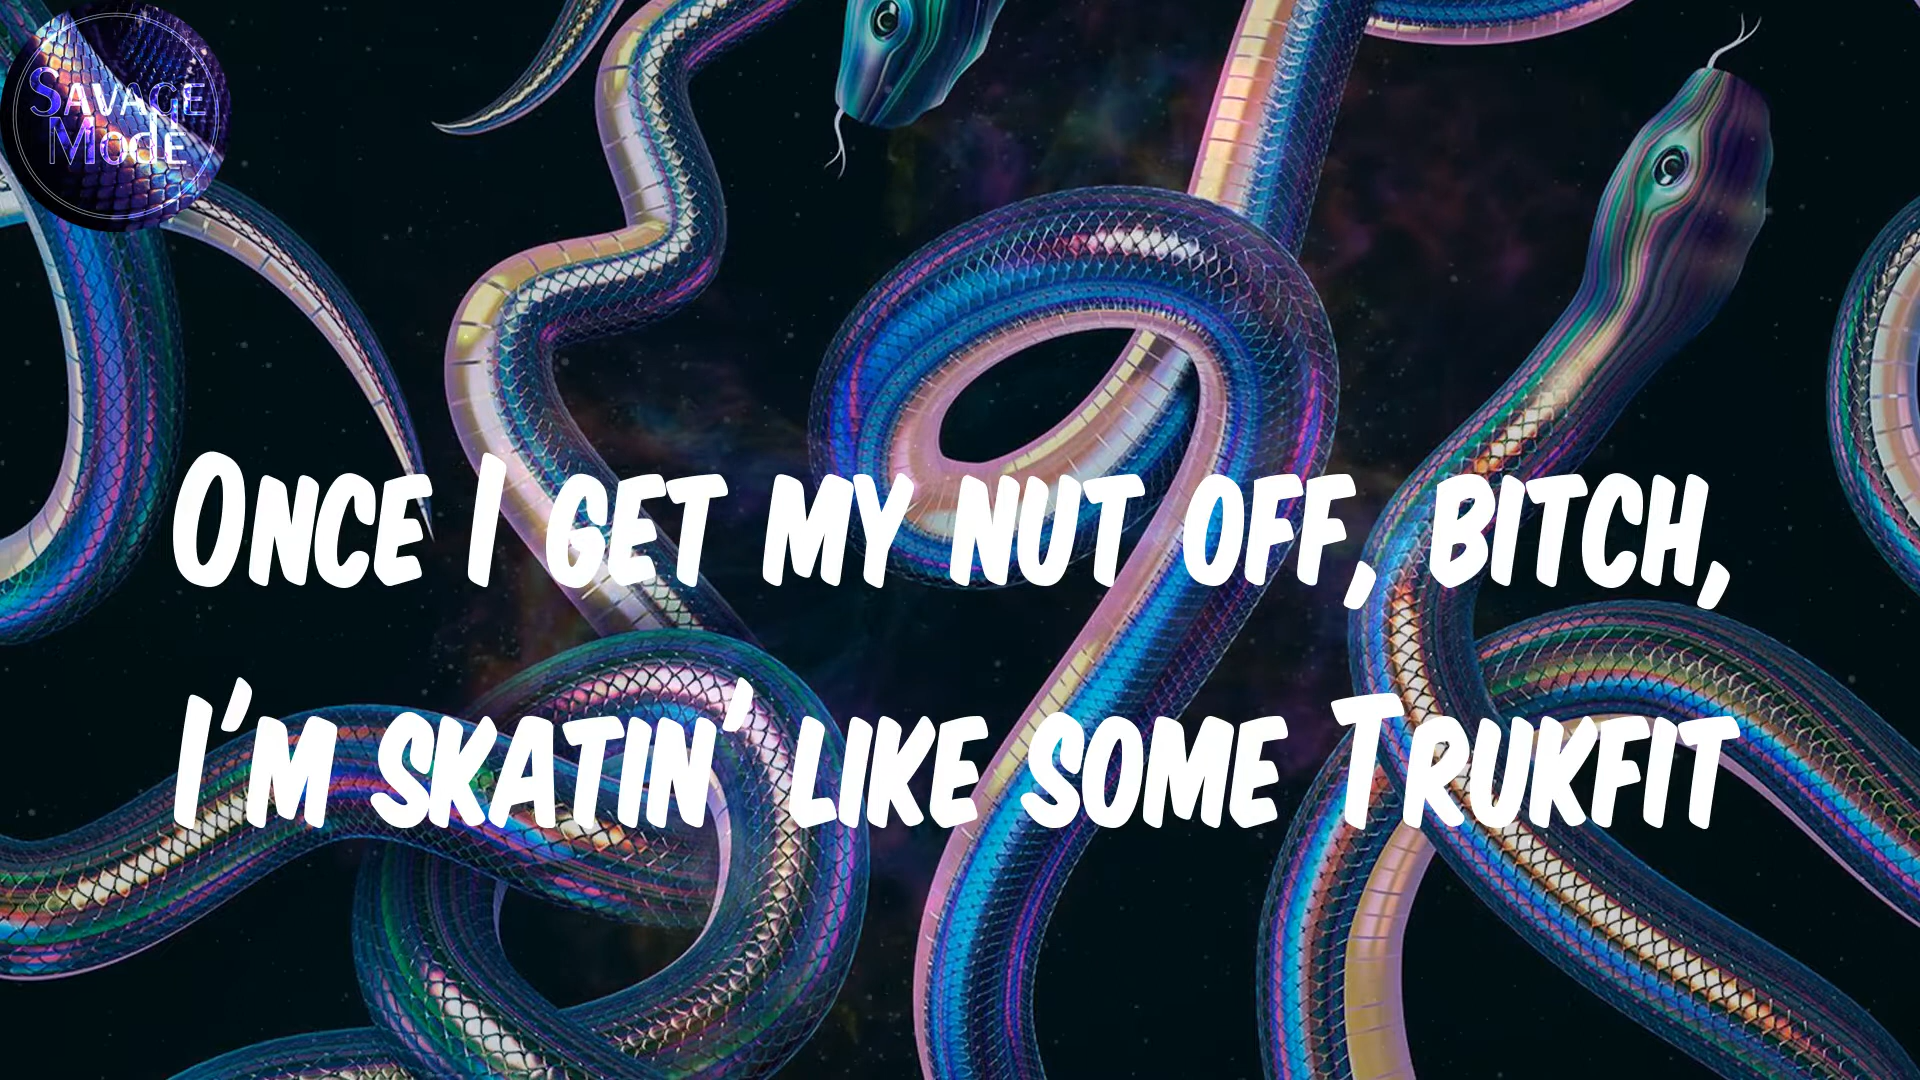 Savage
Mode
Once I get my nut off, bitch,
I'm skatin' like some Trukfit